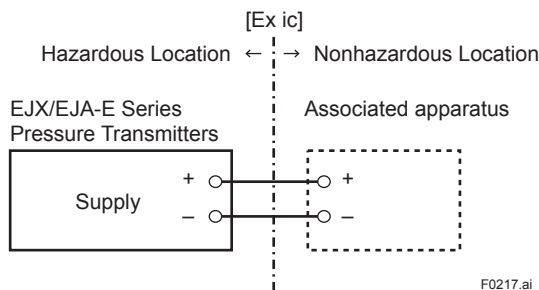 [Ex ic]
Hazardous Location ← → Nonhazardous Location
EJX/EJA-E Series
Pressure Transmitters
Associated apparatus
+ +
Supply
– –
F0217.ai